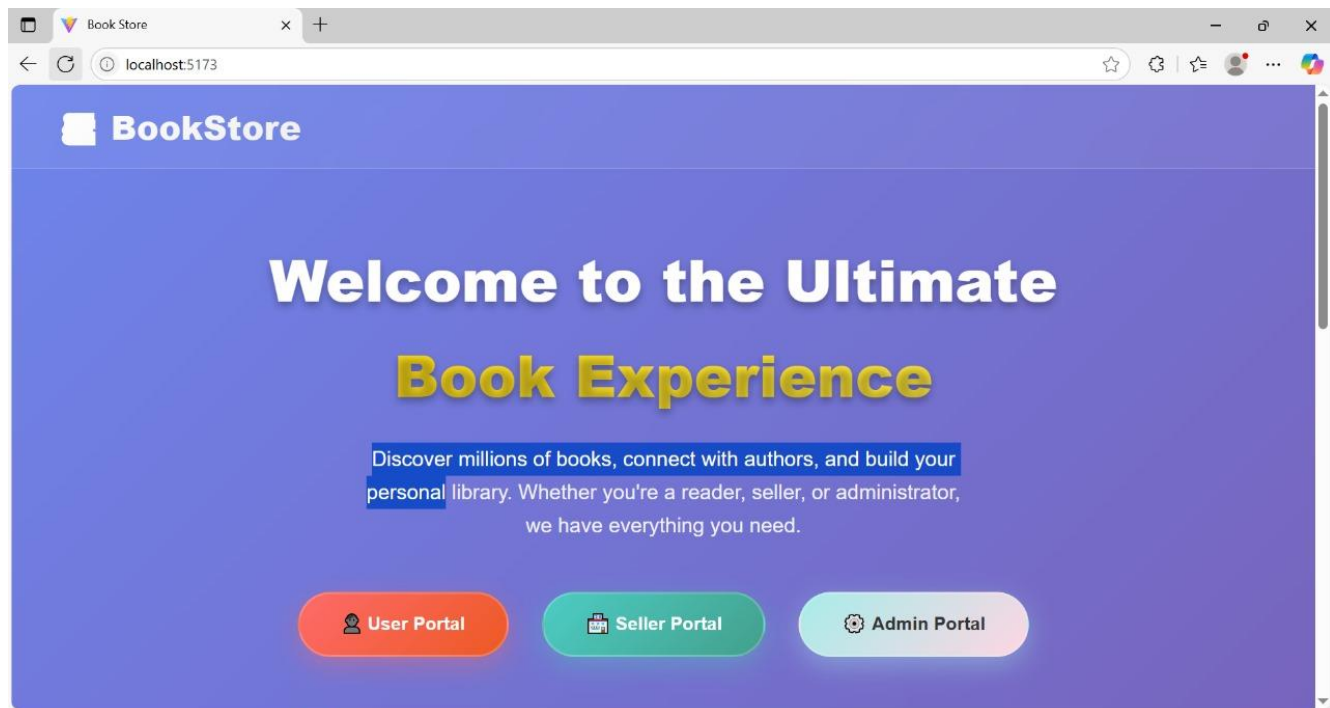 Book Store
localhost:5173
BookStore
Welcome to the Ultimate
Book Experience
Discover millions of books, connect with authors, and build your
personal library. Whether you're a reader, seller, or administrator,
we have everything you need.
User Portal
Seller Portal
Admin Portal